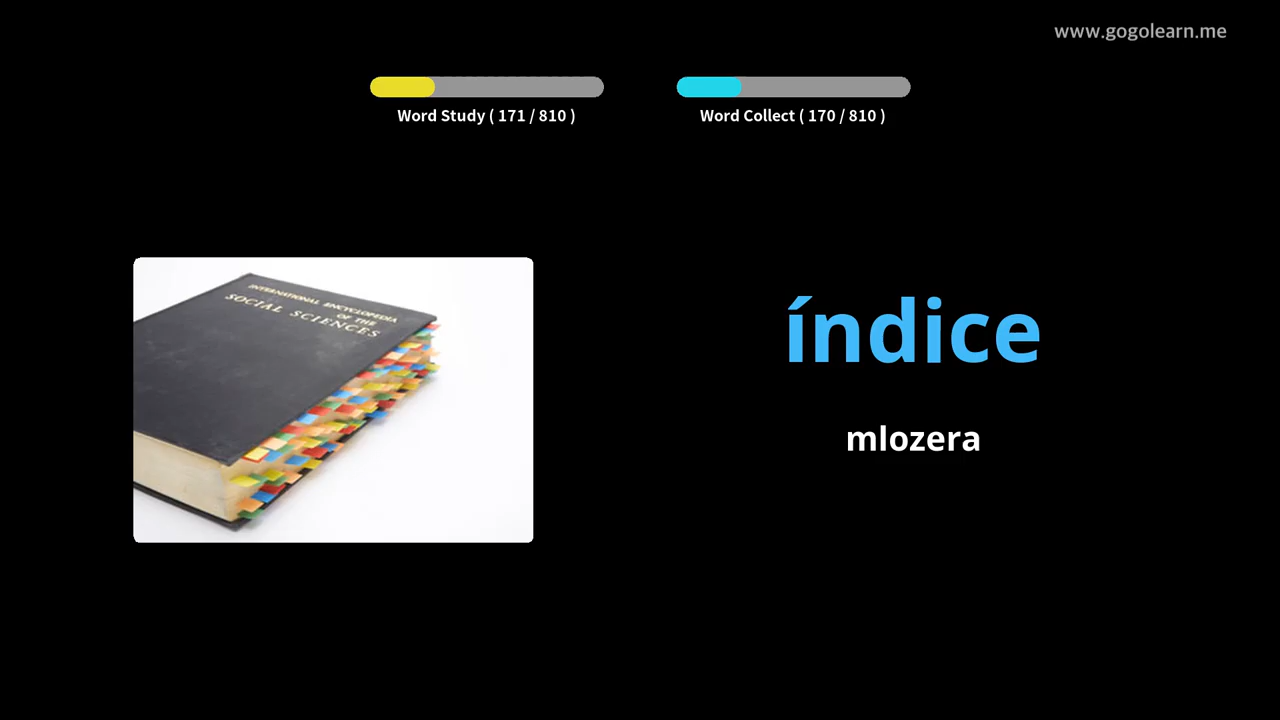 www.gogolearn.me
Word Study ( 171 / 810 )
Word Collect ( 170 / 810 )
INTERNATIONAL ENCYCLOPEDIA
OF THE
SOCIAL SCIENCES
índice
mlozera